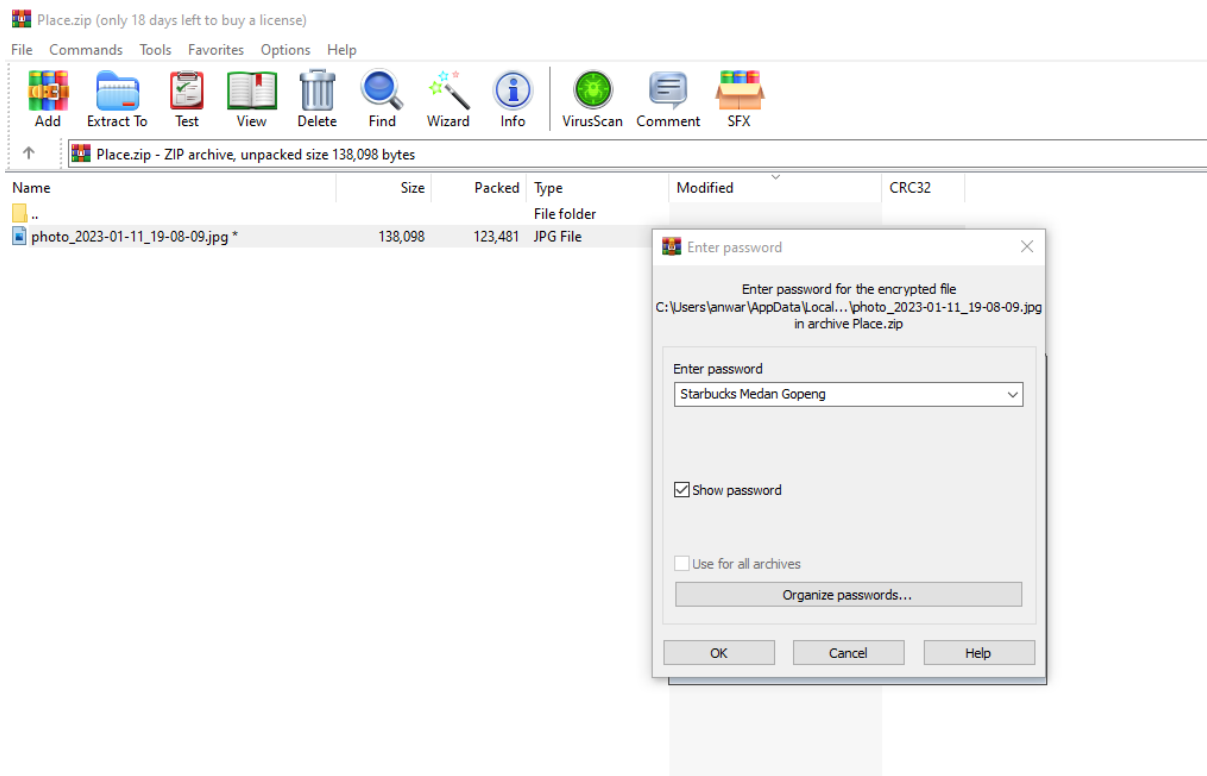 Place.zip (only 18 days left to buy a license)
File Commands Tools Favorites Options Help
Add Extract To Test View Delete Find Wizard Info VirusScan Comment SFX
Place.zip - ZIP archive, unpacked size 138,098 bytes
Name Size Packed Type Modified CRC32
.. File folder
photo_2023-01-11_19-08-09.jpg * 138,098 123,481 JPG File
Enter password
Enter password for the encrypted file
C:\Users\anwar\AppData\Local...\photo_2023-01-11_19-08-09.jpg
in archive Place.zip
Enter password
Starbucks Medan Gopeng
Show password
Use for all archives
Organize passwords...
OK Cancel Help